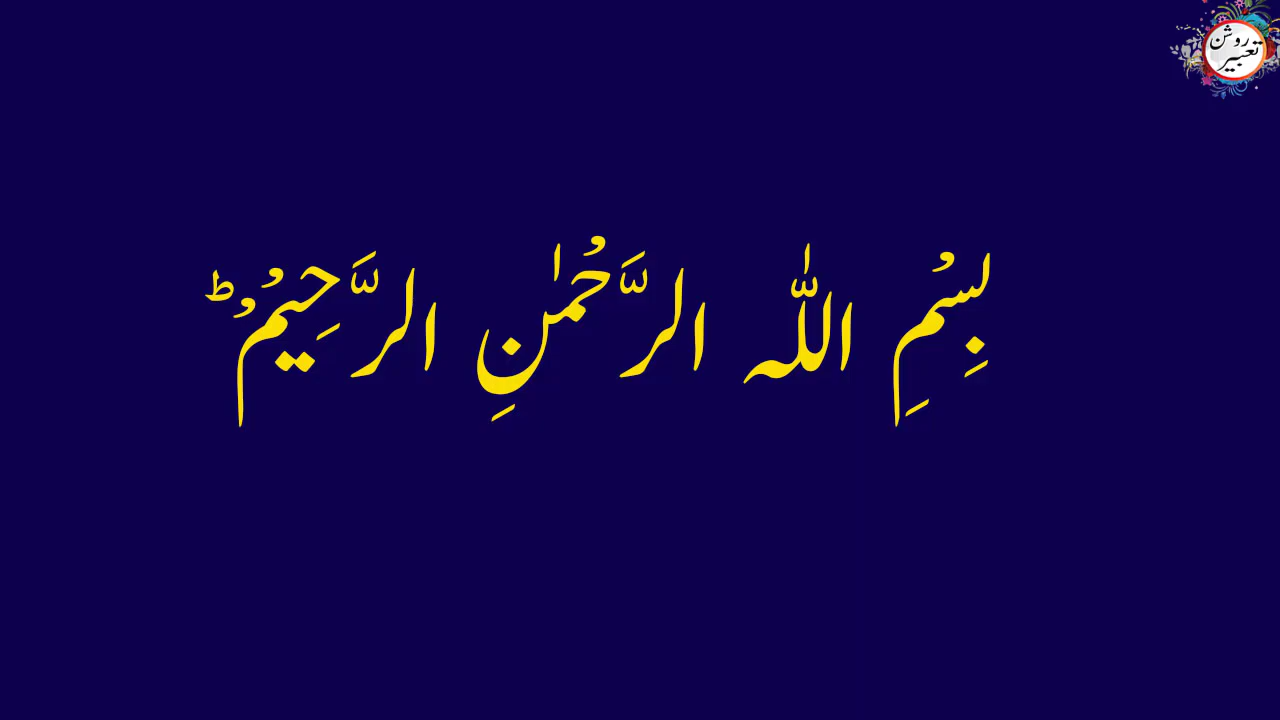 روشن
تعبیر
بِسْمِ اللّٰہ الرَّحْمٰنِ الرَّحِیْمْ ؕ